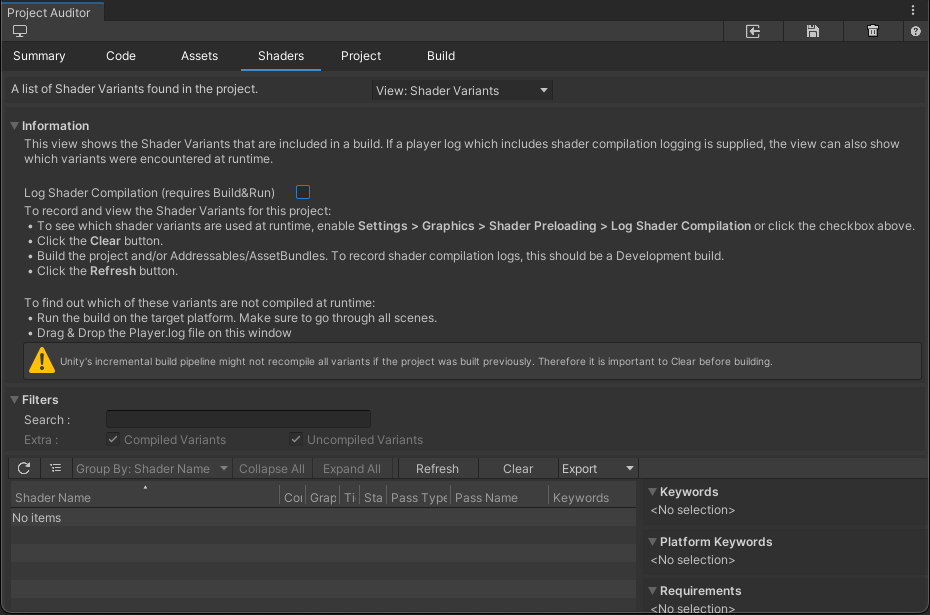 Project Auditor
Summary Code Assets Shaders Project Build
A list of Shader Variants found in the project. View: Shader Variants
Information
This view shows the Shader Variants that are included in a build. If a player log which includes shader compilation logging is supplied, the view can also show
which variants were encountered at runtime.
Log Shader Compilation (requires Build&Run)
To record and view the Shader Variants for this project:
• To see which shader variants are used at runtime, enable Settings > Graphics > Shader Preloading > Log Shader Compilation or click the checkbox above.
• Click the Clear button.
• Build the project and/or Addressables/AssetBundles. To record shader compilation logs, this should be a Development build.
• Click the Refresh button.
To find out which of these variants are not compiled at runtime:
• Run the build on the target platform. Make sure to go through all scenes.
• Drag & Drop the Player.log file on this window
Unity's incremental build pipeline might not recompile all variants if the project was built previously. Therefore it is important to Clear before building.
Filters
Search :
Extra : Compiled Variants Uncompiled Variants
Group By: Shader Name Collapse All Expand All Refresh Clear Export
Shader Name Co Grap Ti Sta Pass Type Pass Name Keywords
No items
Keywords
<No selection>
Platform Keywords
<No selection>
Requirements
<No selection>